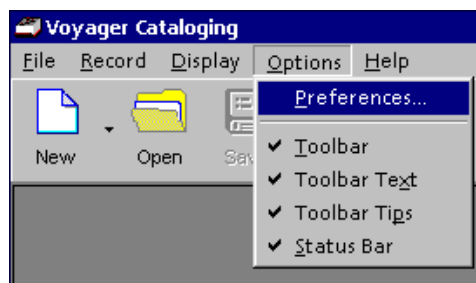 Voyager Cataloging
File Record Display Options Help
Preferences...
New Open
Toolbar
Toolbar Text
Toolbar Tips
Status Bar